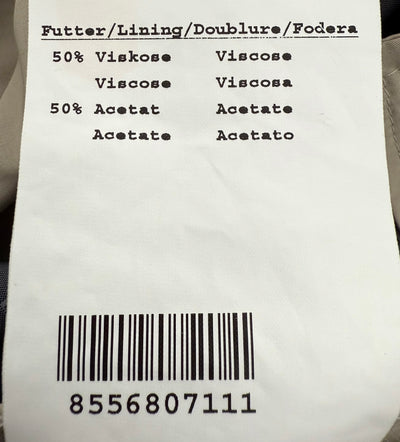 Futter/Lining/Doublure/Fodera
50% Viskose Viscose
Viscose Viscosa
50% Acetat Acetate
Acetate Acetato
8556807111